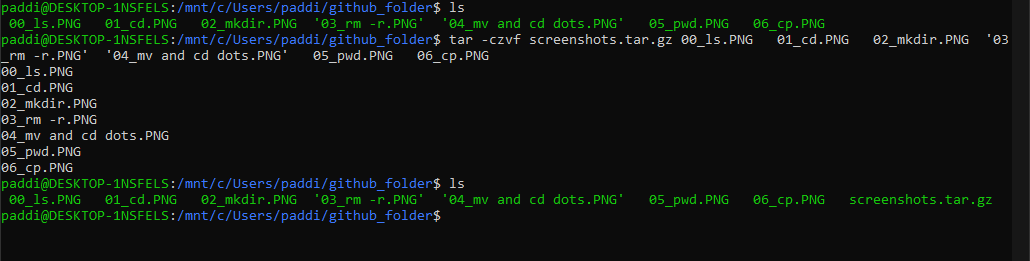 paddi@DESKTOP-1NSFELS:/mnt/c/Users/paddi/github_folder$ ls
 00_ls.PNG   01_cd.PNG   02_mkdir.PNG  '03_rm -r.PNG'  '04_mv and cd dots.PNG'   05_pwd.PNG   06_cp.PNG
paddi@DESKTOP-1NSFELS:/mnt/c/Users/paddi/github_folder$ tar -czvf screenshots.tar.gz 00_ls.PNG   01_cd.PNG   02_mkdir.PNG  '03
_rm -r.PNG'  '04_mv and cd dots.PNG'   05_pwd.PNG   06_cp.PNG
00_ls.PNG
01_cd.PNG
02_mkdir.PNG
03_rm -r.PNG
04_mv and cd dots.PNG
05_pwd.PNG
06_cp.PNG
paddi@DESKTOP-1NSFELS:/mnt/c/Users/paddi/github_folder$ ls
 00_ls.PNG   01_cd.PNG   02_mkdir.PNG  '03_rm -r.PNG'  '04_mv and cd dots.PNG'   05_pwd.PNG   06_cp.PNG   screenshots.tar.gz
paddi@DESKTOP-1NSFELS:/mnt/c/Users/paddi/github_folder$